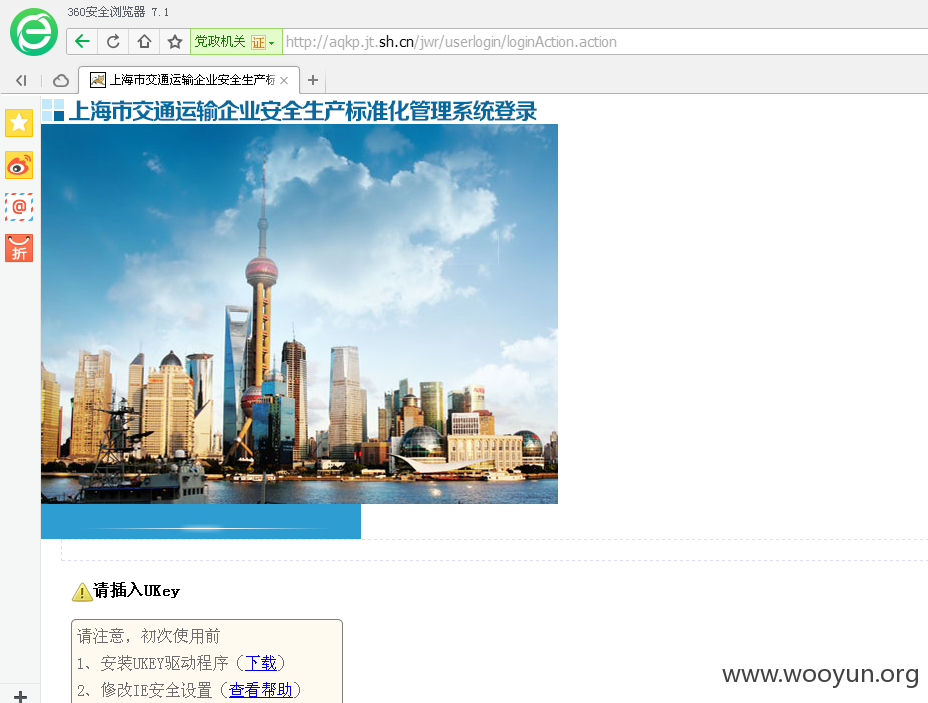 360安全浏览器 7.1
党政机关 证 http://aqkp.jt.sh.cn/jwr/userlogin/loginAction.action
上海市交通运输企业安全生产标
上海市交通运输企业安全生产标准化管理系统登录
@
折
请插入UKey
请注意，初次使用前
1、安装UKEY驱动程序（下载）
2、修改IE安全设置（查看帮助）
www.wooyun.org